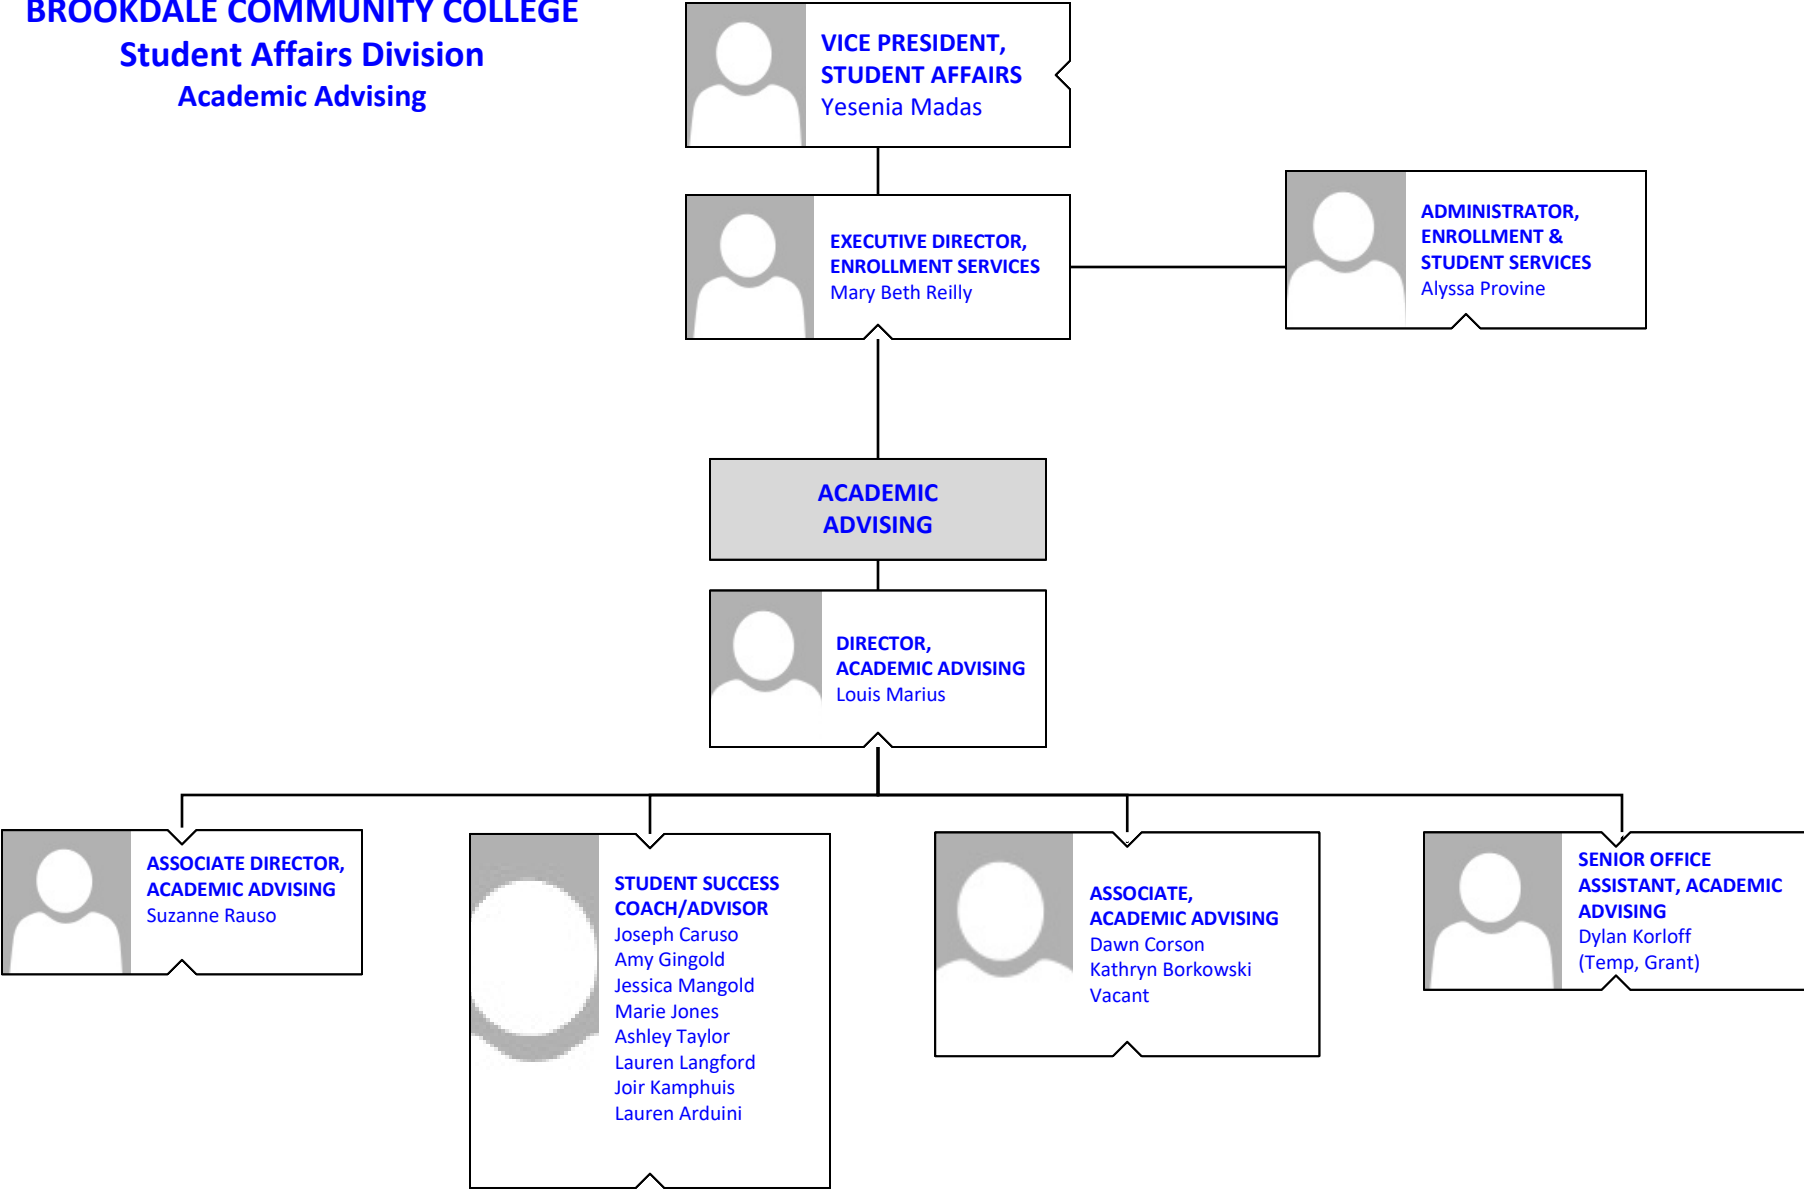 BROOKDALE COMMUNITY COLLEGE
Student Affairs Division
Academic Advising
VICE PRESIDENT,
STUDENT AFFAIRS
Yesenia Madas
EXECUTIVE DIRECTOR,
ENROLLMENT SERVICES
Mary Beth Reilly
ADMINISTRATOR,
ENROLLMENT &
STUDENT SERVICES
Alyssa Provine
ACADEMIC
ADVISING
DIRECTOR,
ACADEMIC ADVISING
Louis Marius
ASSOCIATE DIRECTOR,
ACADEMIC ADVISING
Suzanne Rauso
STUDENT SUCCESS
COACH/ADVISOR
Joseph Caruso
Amy Gingold
Jessica Mangold
Marie Jones
Ashley Taylor
Lauren Langford
Joir Kamphuis
Lauren Arduini
ASSOCIATE,
ACADEMIC ADVISING
Dawn Corson
Kathryn Borkowski
Vacant
SENIOR OFFICE
ASSISTANT, ACADEMIC
ADVISING
Dylan Korloff
(Temp, Grant)